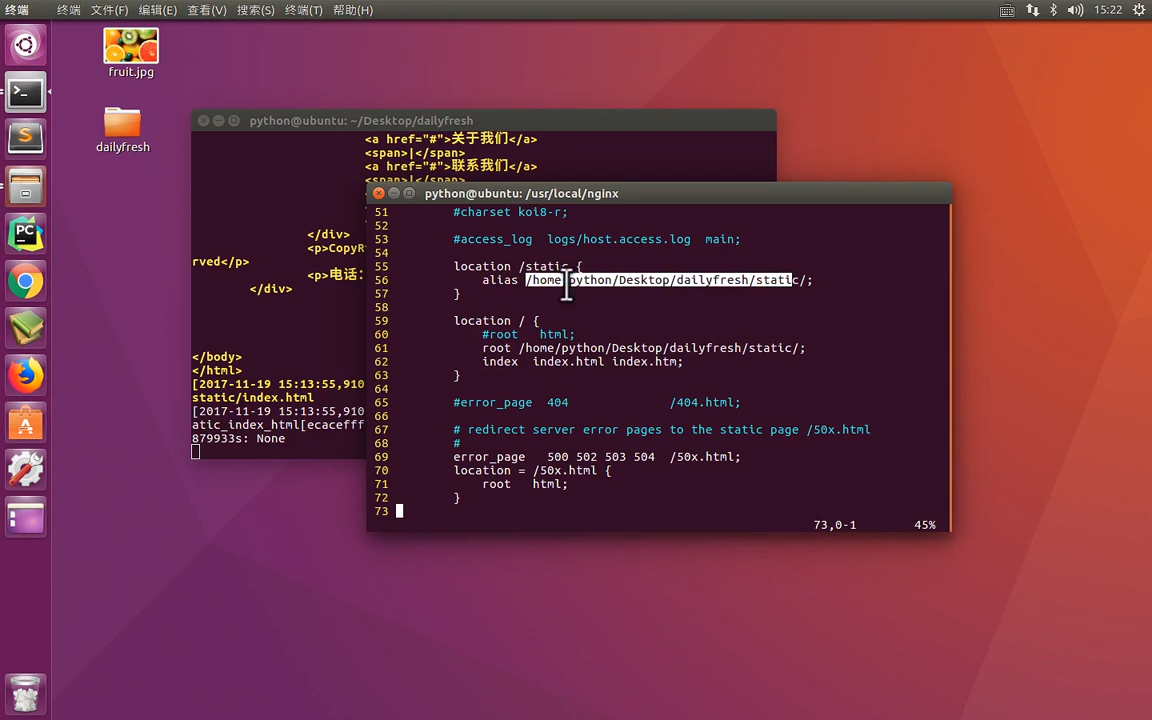 终端 终端 文件(F) 编辑(E) 查看(V) 搜索(S) 终端(T) 帮助(H) 15:22
fruit.jpg
dailyfresh
python@ubuntu: ~/Desktop/dailyfresh
<a href="#">关于我们</a>
<span>|</span>
<a href="#">联系我们</a>
<span>|</span>
</div>
<p>CopyR
rved</p>
<p>电话:
</div>
</body>
</html>
[2017-11-19 15:13:55,910
static/index.html
[2017-11-19 15:13:55,910
atic_index_html[ecacefff
879933s: None
python@ubuntu: /usr/local/nginx
51 #charset koi8-r;
52
53 #access_log logs/host.access.log main;
54
55 location /static {
56 alias /home/python/Desktop/dailyfresh/static/;
57 }
58
59 location / {
60 #root html;
61 root /home/python/Desktop/dailyfresh/static/;
62 index index.html index.htm;
63 }
64
65 #error_page 404 /404.html;
66
67 # redirect server error pages to the static page /50x.html
68 #
69 error_page 500 502 503 504 /50x.html;
70 location = /50x.html {
71 root html;
72 }
73
73,0-1 45%